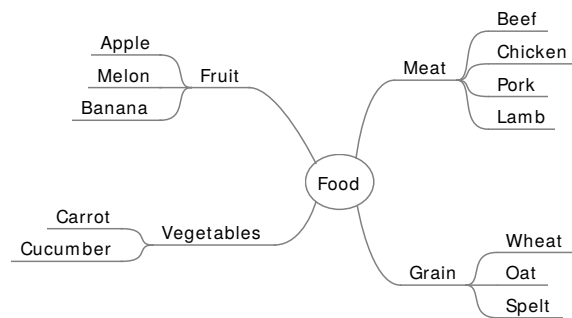 Apple
Melon
Banana
Fruit
Carrot
Cucumber
Vegetables
Food
Meat
Beef
Chicken
Pork
Lamb
Grain
Wheat
Oat
Spelt